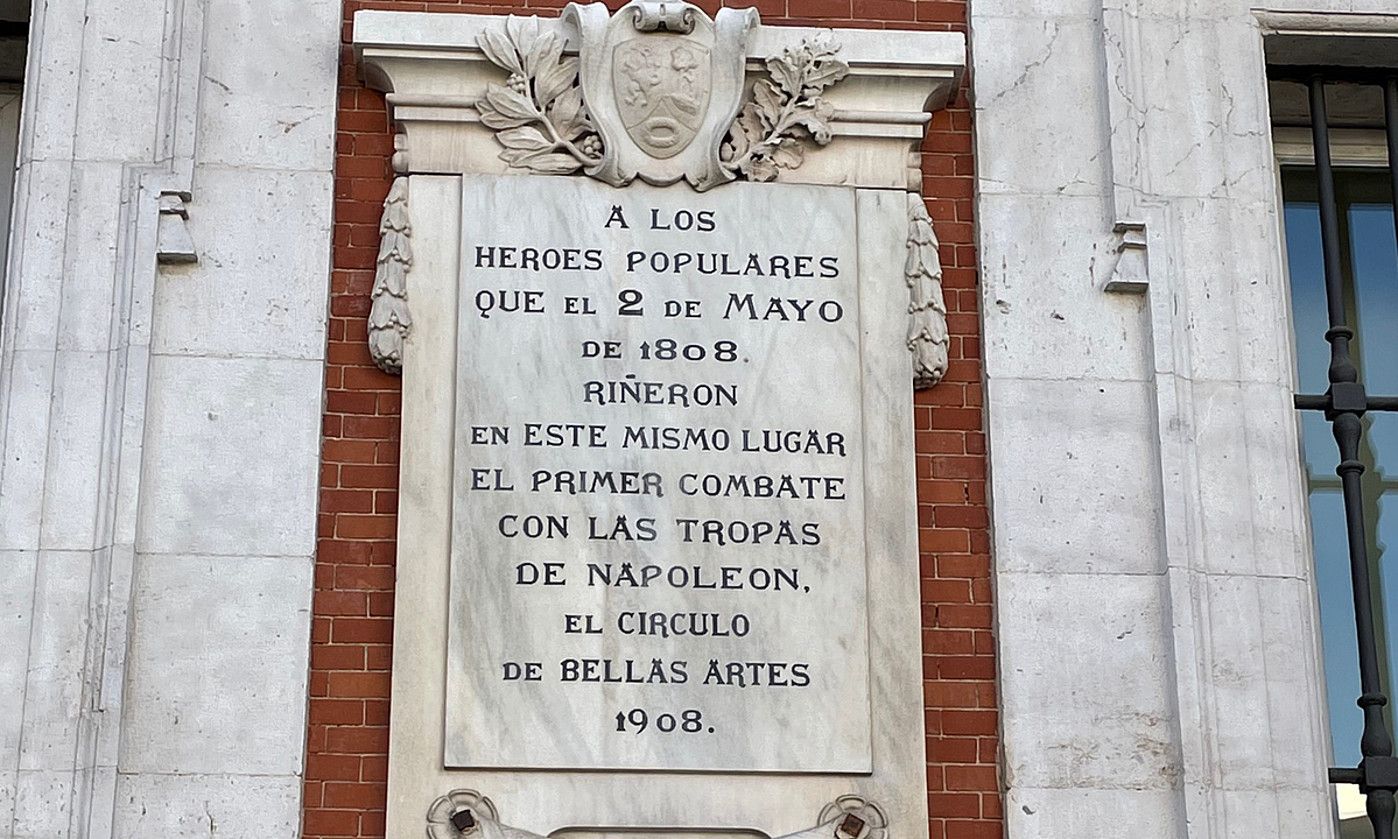 A LOS
HEROES POPULARES
QUE EL 2 DE MAYO
DE 1808.
RIÑERON
EN ESTE MISMO LUGAR
EL PRIMER COMBATE
CON LAS TROPAS
DE NAPOLEON,
EL CIRCULO
DE BELLAS ARTES
1908.